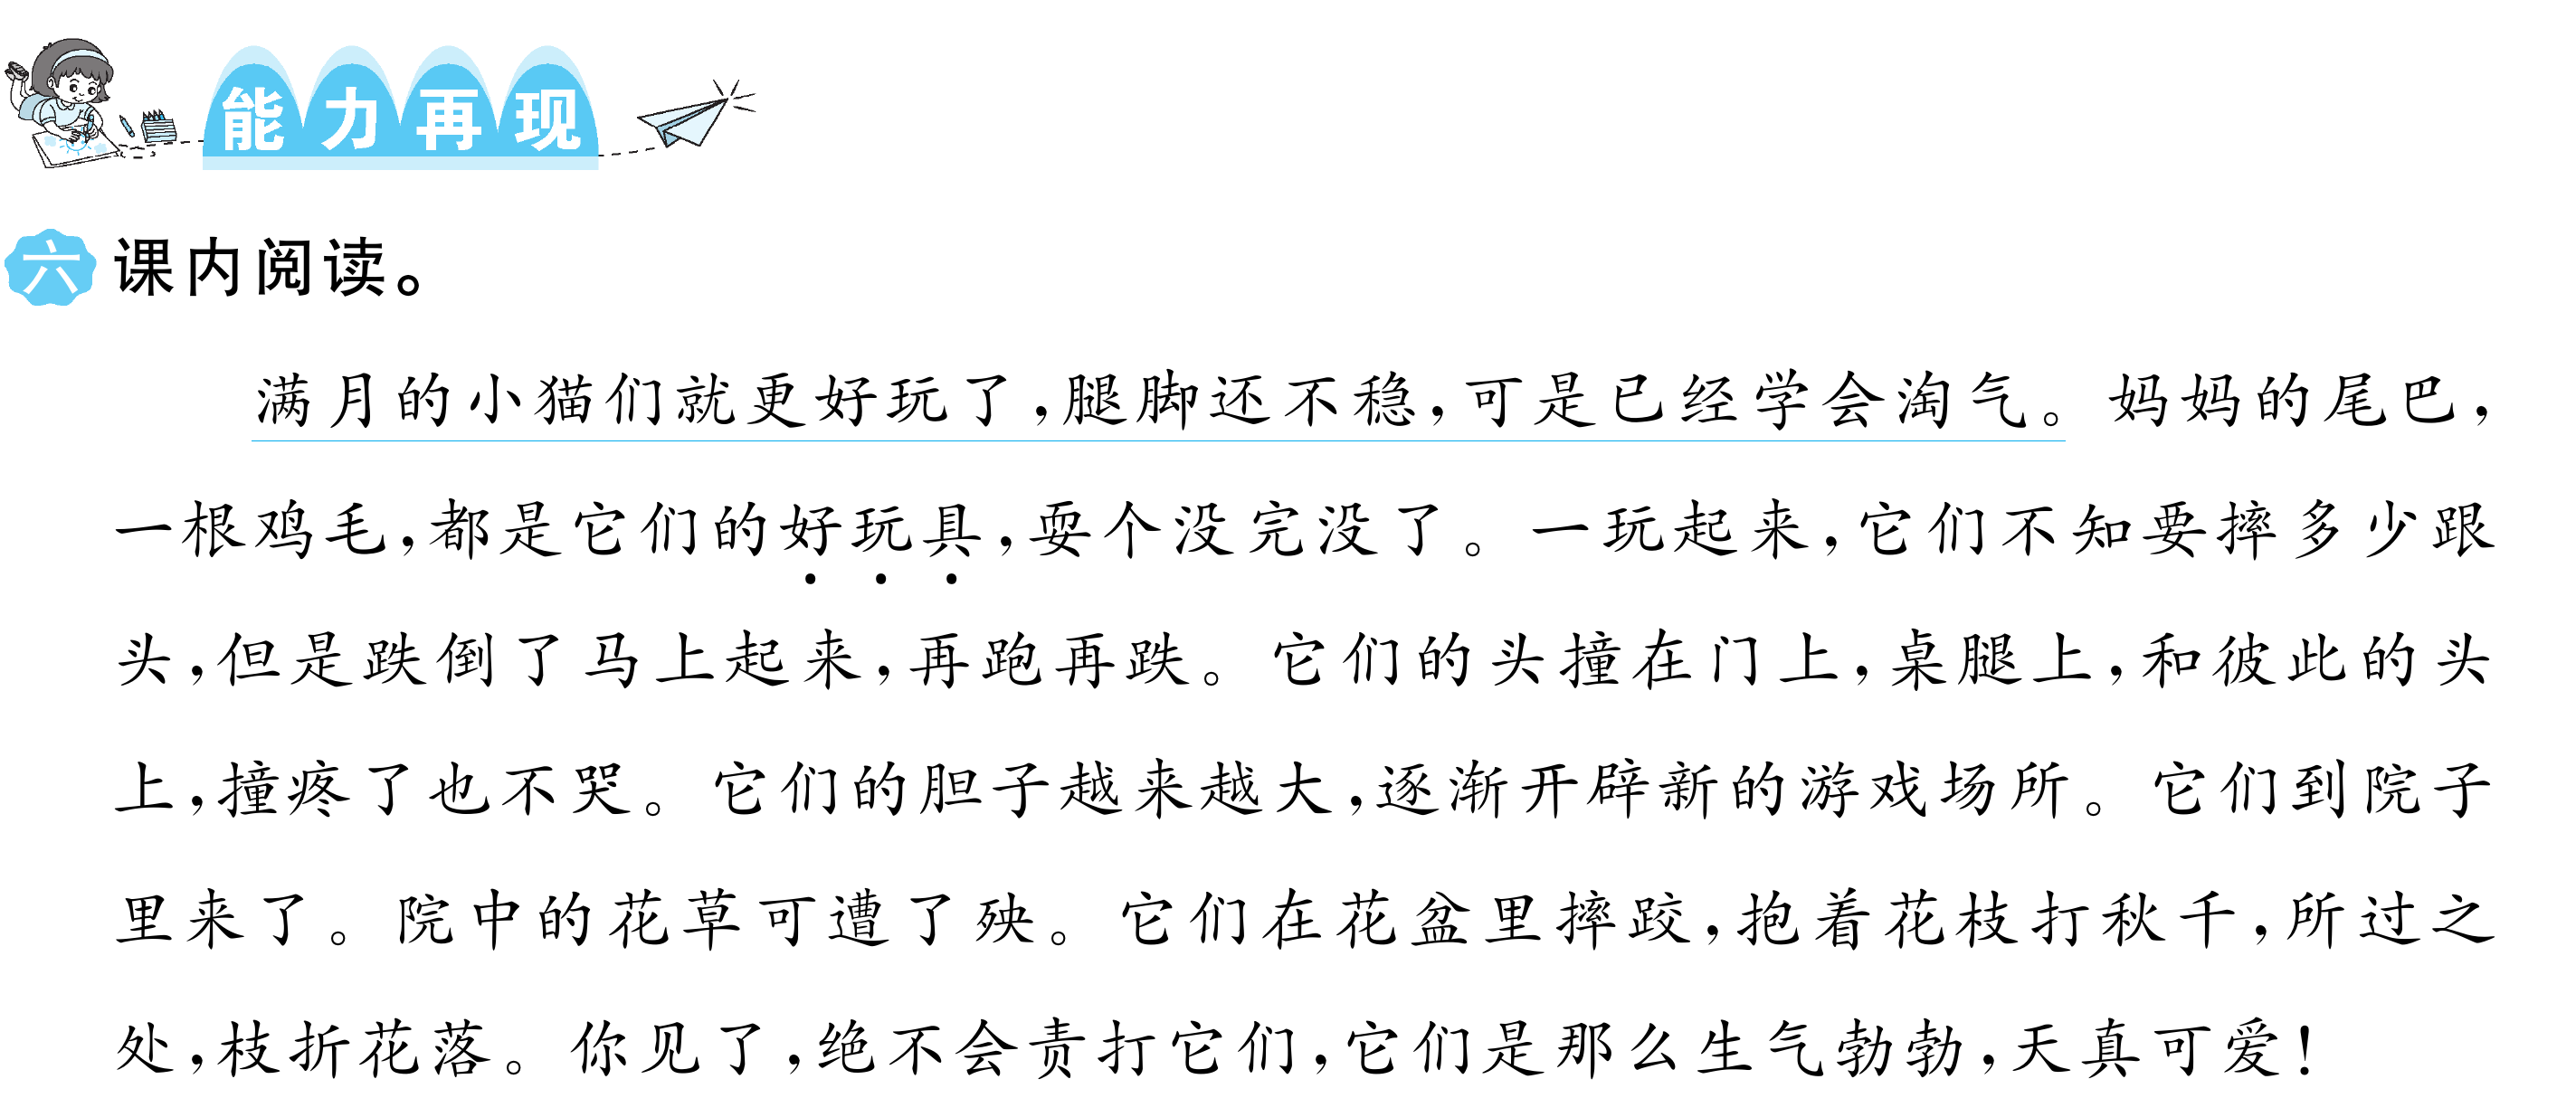 能力再现
六 课内阅读。
满月的小猫们就更好玩了,腿脚还不稳,可是已经学会淘气。妈妈的尾巴,
一根鸡毛,都是它们的好玩具,耍个没完没了。一玩起来,它们不知要摔多少跟
头,但是跌倒了马上起来,再跑再跌。它们的头撞在门上,桌腿上,和彼此的头
上,撞疼了也不哭。它们的胆子越来越大,逐渐开辟新的游戏场所。它们到院子
里来了。院中的花草可遭了殃。它们在花盆里摔跤,抱着花枝打秋千,所过之
处,枝折花落。你见了,绝不会责打它们,它们是那么生气勃勃,天真可爱!